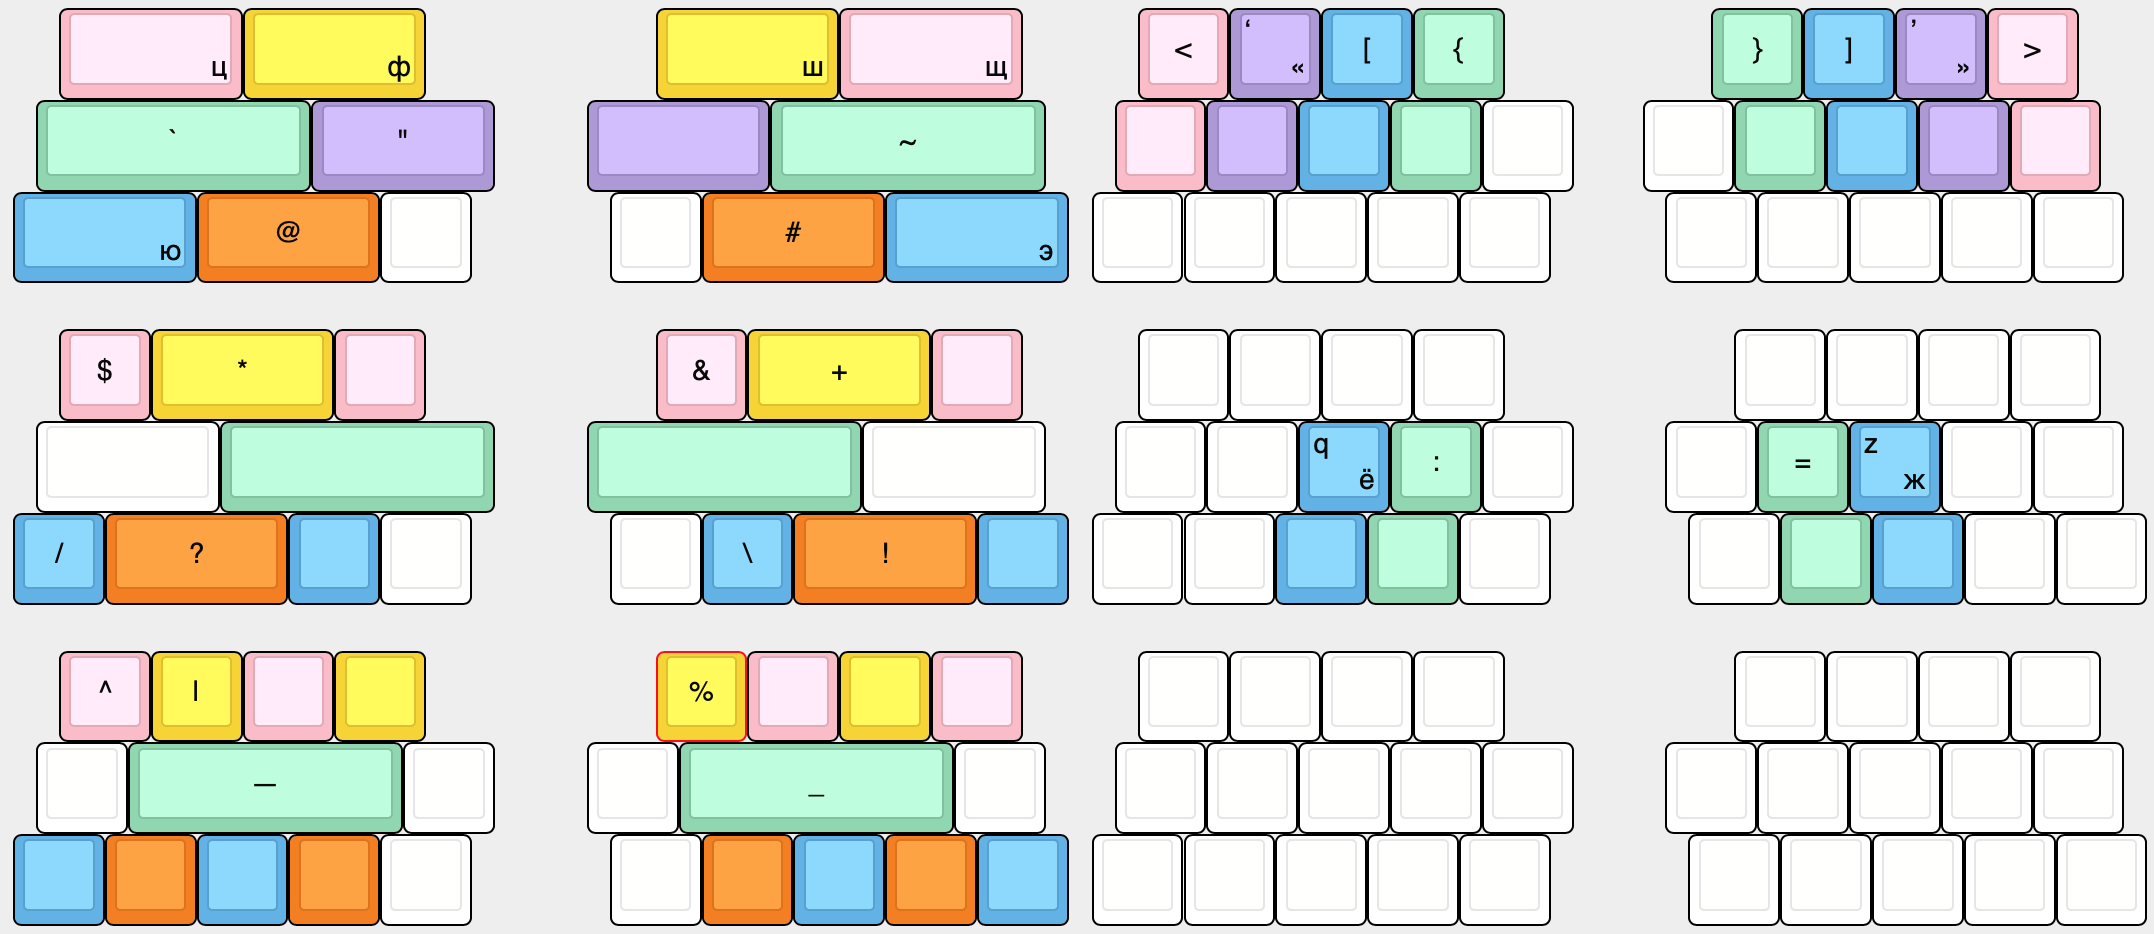 ц ф ш щ < ‘ « [ { } ] ’ » >
` " ~
ю @ # э
$ * & +
q ё : = z ж
/ ? \ !
^ | %
— _